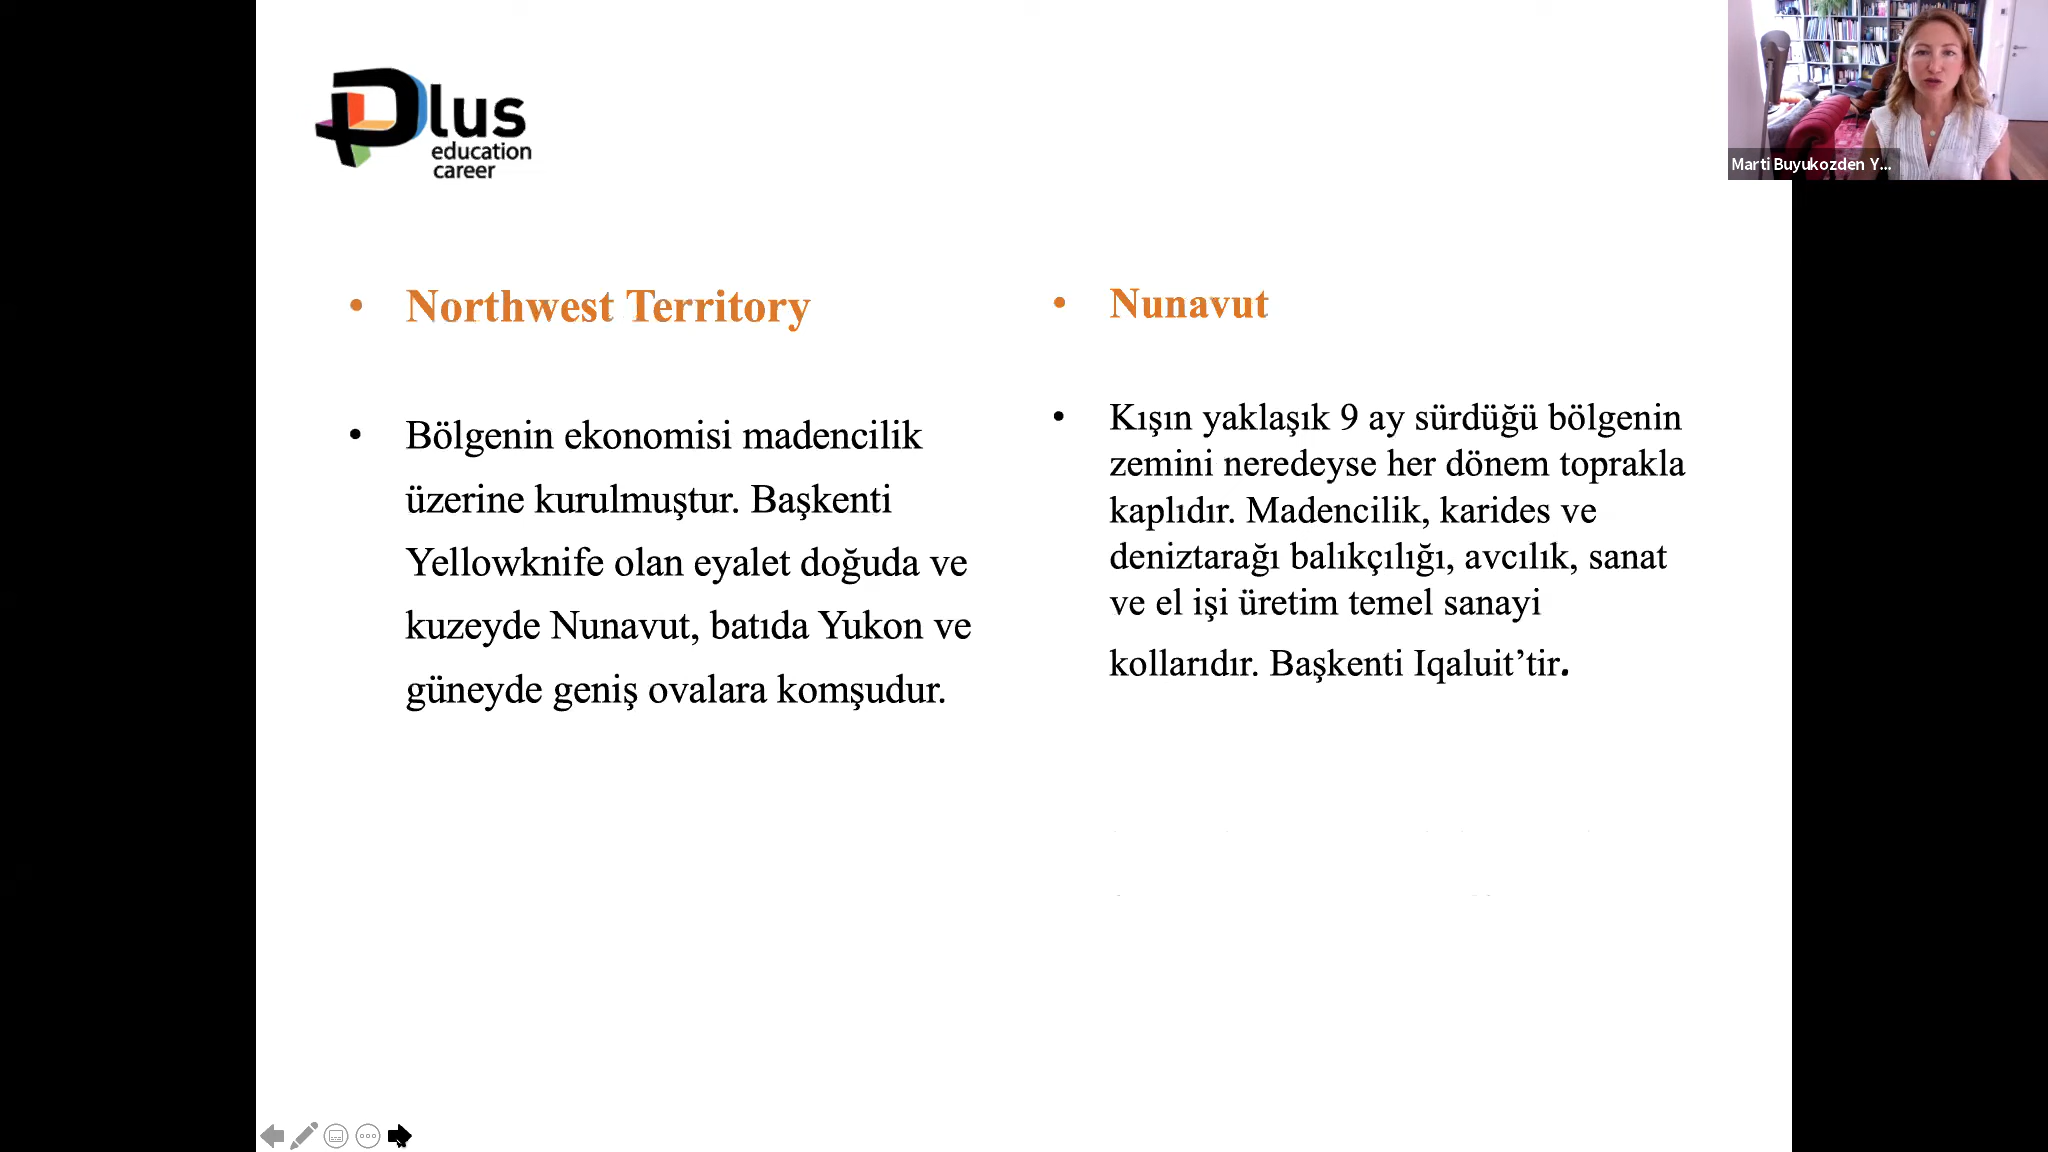 Plus
education
career
Marti Buyukozden Y...
• Northwest Territory
• Bölgenin ekonomisi madencilik
üzerine kurulmuştur. Başkenti
Yellowknife olan eyalet doğuda ve
kuzeyde Nunavut, batıda Yukon ve
güneyde geniş ovalara komşudur.
• Nunavut
• Kışın yaklaşık 9 ay sürdüğü bölgenin
zemini neredeyse her dönem toprakla
kaplıdır. Madencilik, karides ve
deniztarağı balıkçılığı, avcılık, sanat
ve el işi üretim temel sanayi
kollarıdır. Başkenti Iqaluit’tir.